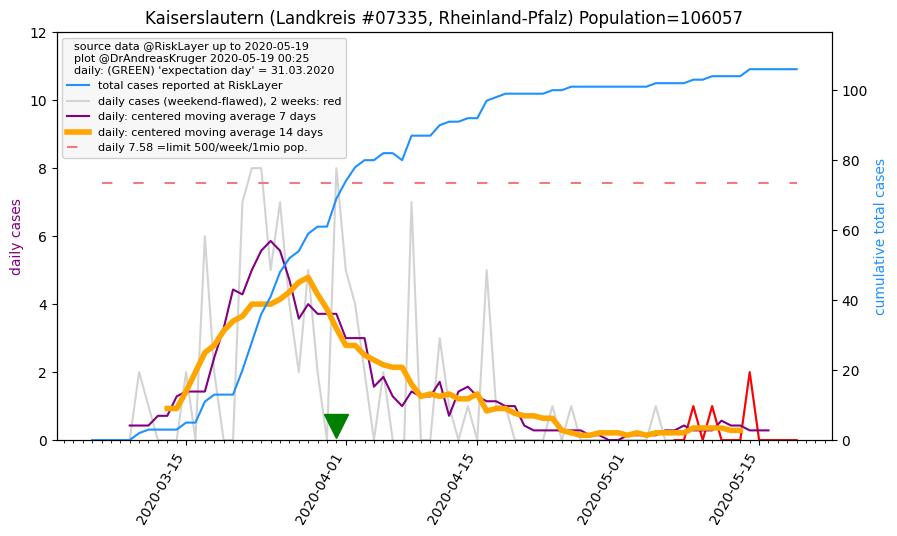 Kaiserslautern (Landkreis #07335, Rheinland-Pfalz) Population=106057
source data @RiskLayer up to 2020-05-19
plot @DrAndreasKruger 2020-05-19 00:25
daily: (GREEN) 'expectation day' = 31.03.2020
total cases reported at RiskLayer
daily cases (weekend-flawed), 2 weeks: red
daily: centered moving average 7 days
daily: centered moving average 14 days
daily 7.58 =limit 500/week/1mio pop.
daily cases
12
10
8
6
4
2
0
cumulative total cases
100
80
60
40
20
0
2020-03-15
2020-04-01
2020-04-15
2020-05-01
2020-05-15